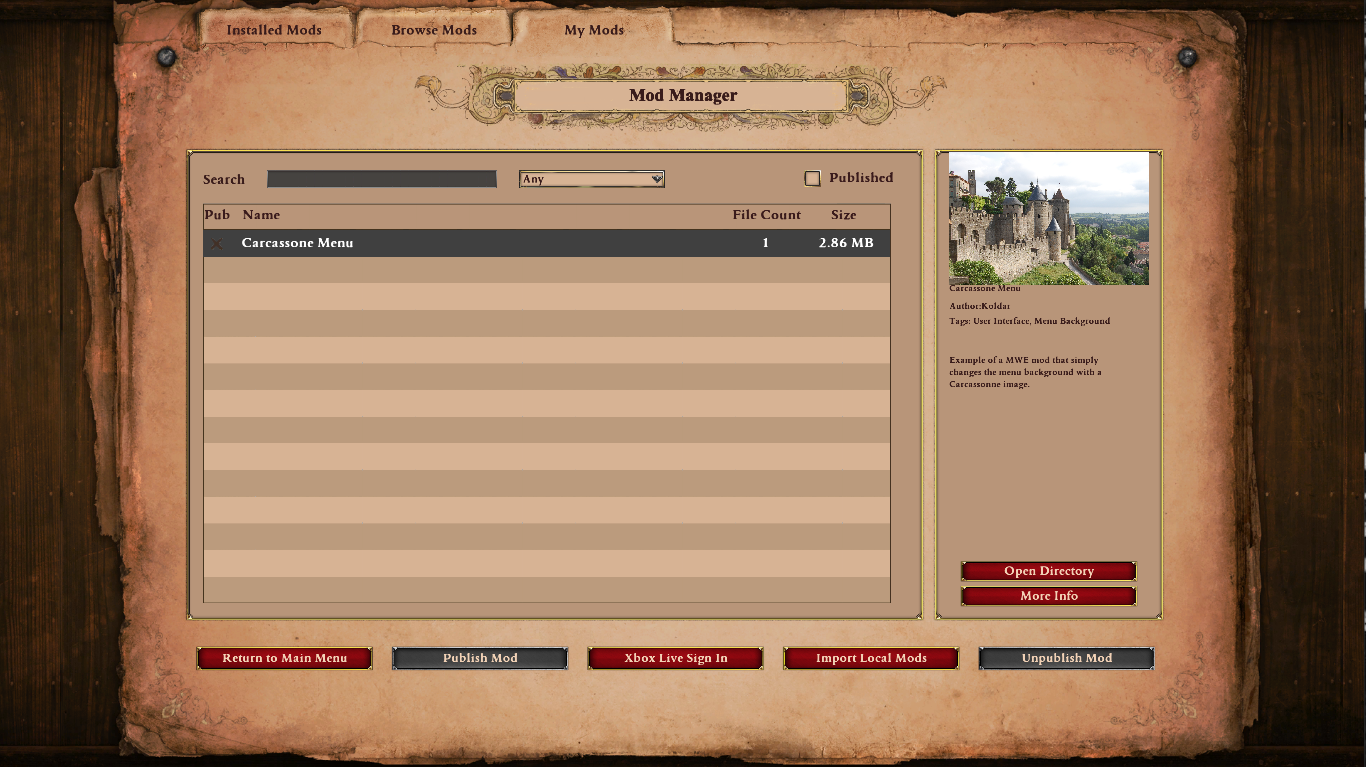 Installed Mods
Browse Mods
My Mods
Mod Manager
Search
Any
Published
Pub Name File Count Size
Carcassone Menu 1 2.86 MB
Carcassone Menu
Author:Koldar
Tags: User Interface, Menu Background
Example of a MWE mod that simply
changes the menu background with a
Carcassonne image.
Open Directory
More Info
Return to Main Menu
Publish Mod
Xbox Live Sign In
Import Local Mods
Unpublish Mod